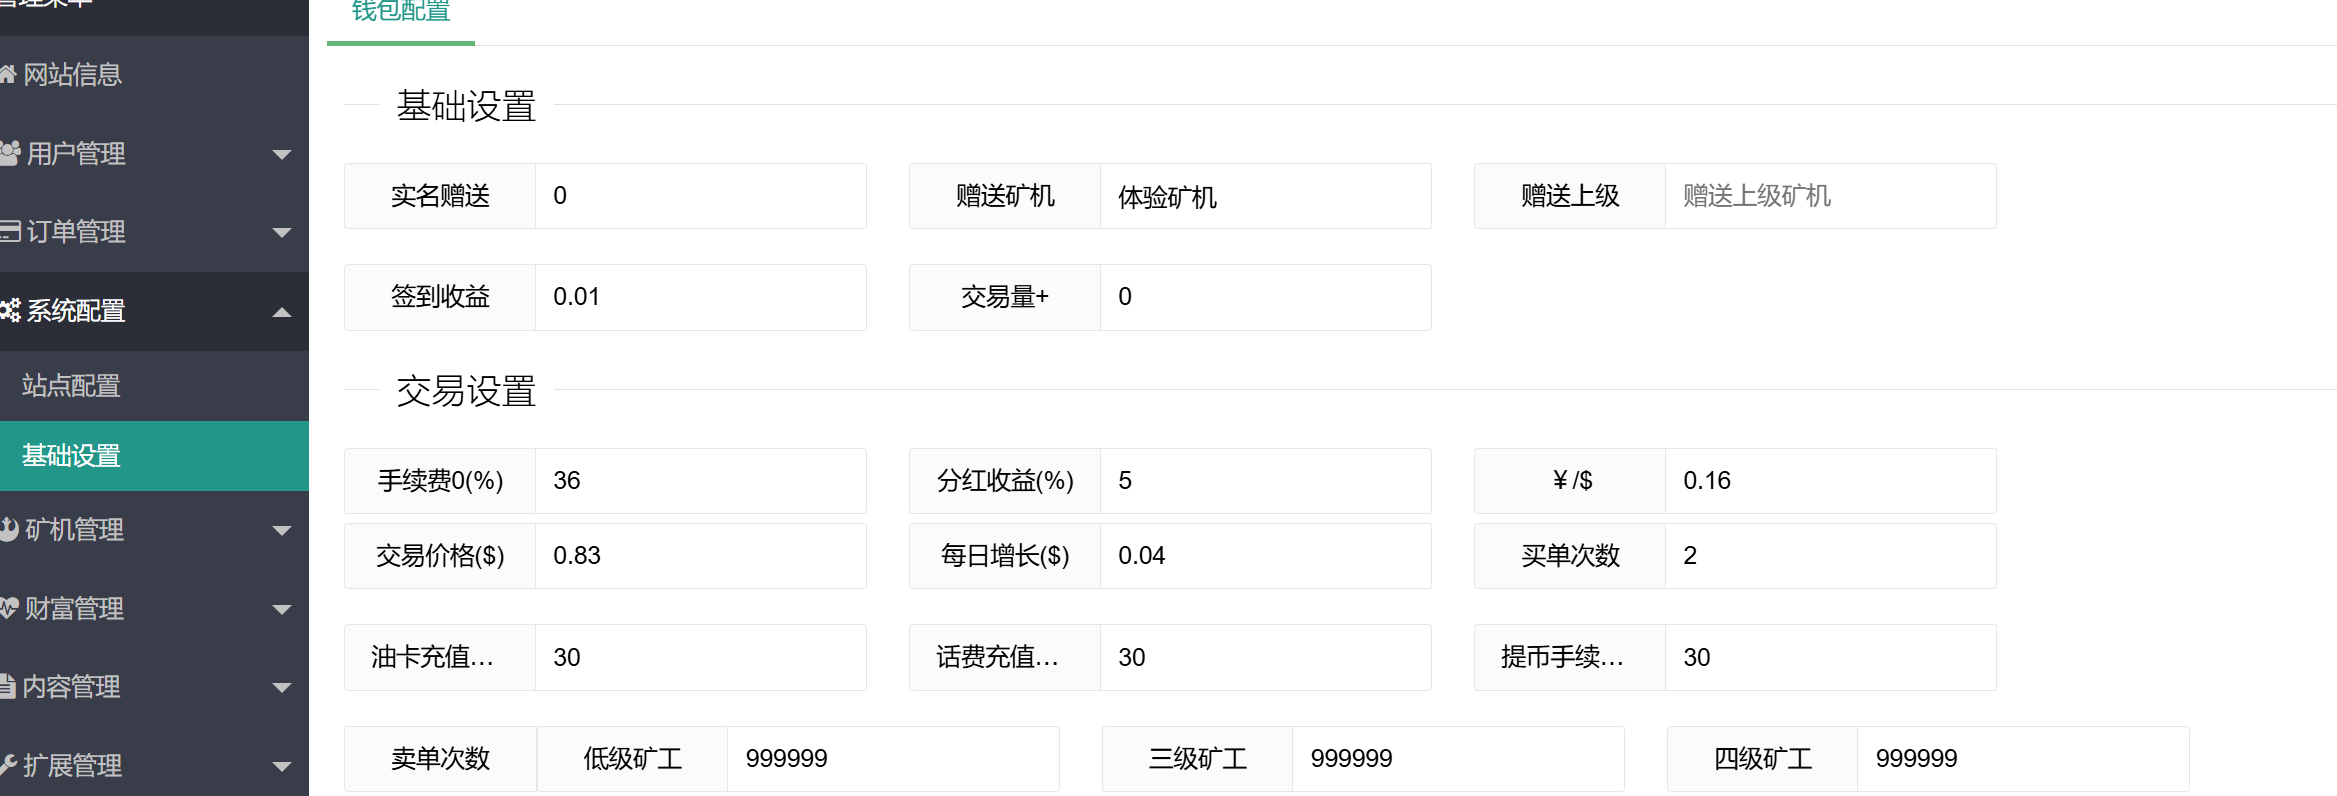 管理菜单
网站信息
用户管理
订单管理
系统配置
站点配置
基础设置
矿机管理
财富管理
内容管理
扩展管理
钱包配置
基础设置
实名赠送 0 赠送矿机 体验矿机 赠送上级 赠送上级矿机
签到收益 0.01 交易量+ 0
交易设置
手续费0(%) 36 分红收益(%) 5 ¥/$ 0.16
交易价格($) 0.83 每日增长($) 0.04 买单次数 2
油卡充值... 30 话费充值... 30 提币手续... 30
卖单次数 低级矿工 999999 三级矿工 999999 四级矿工 999999